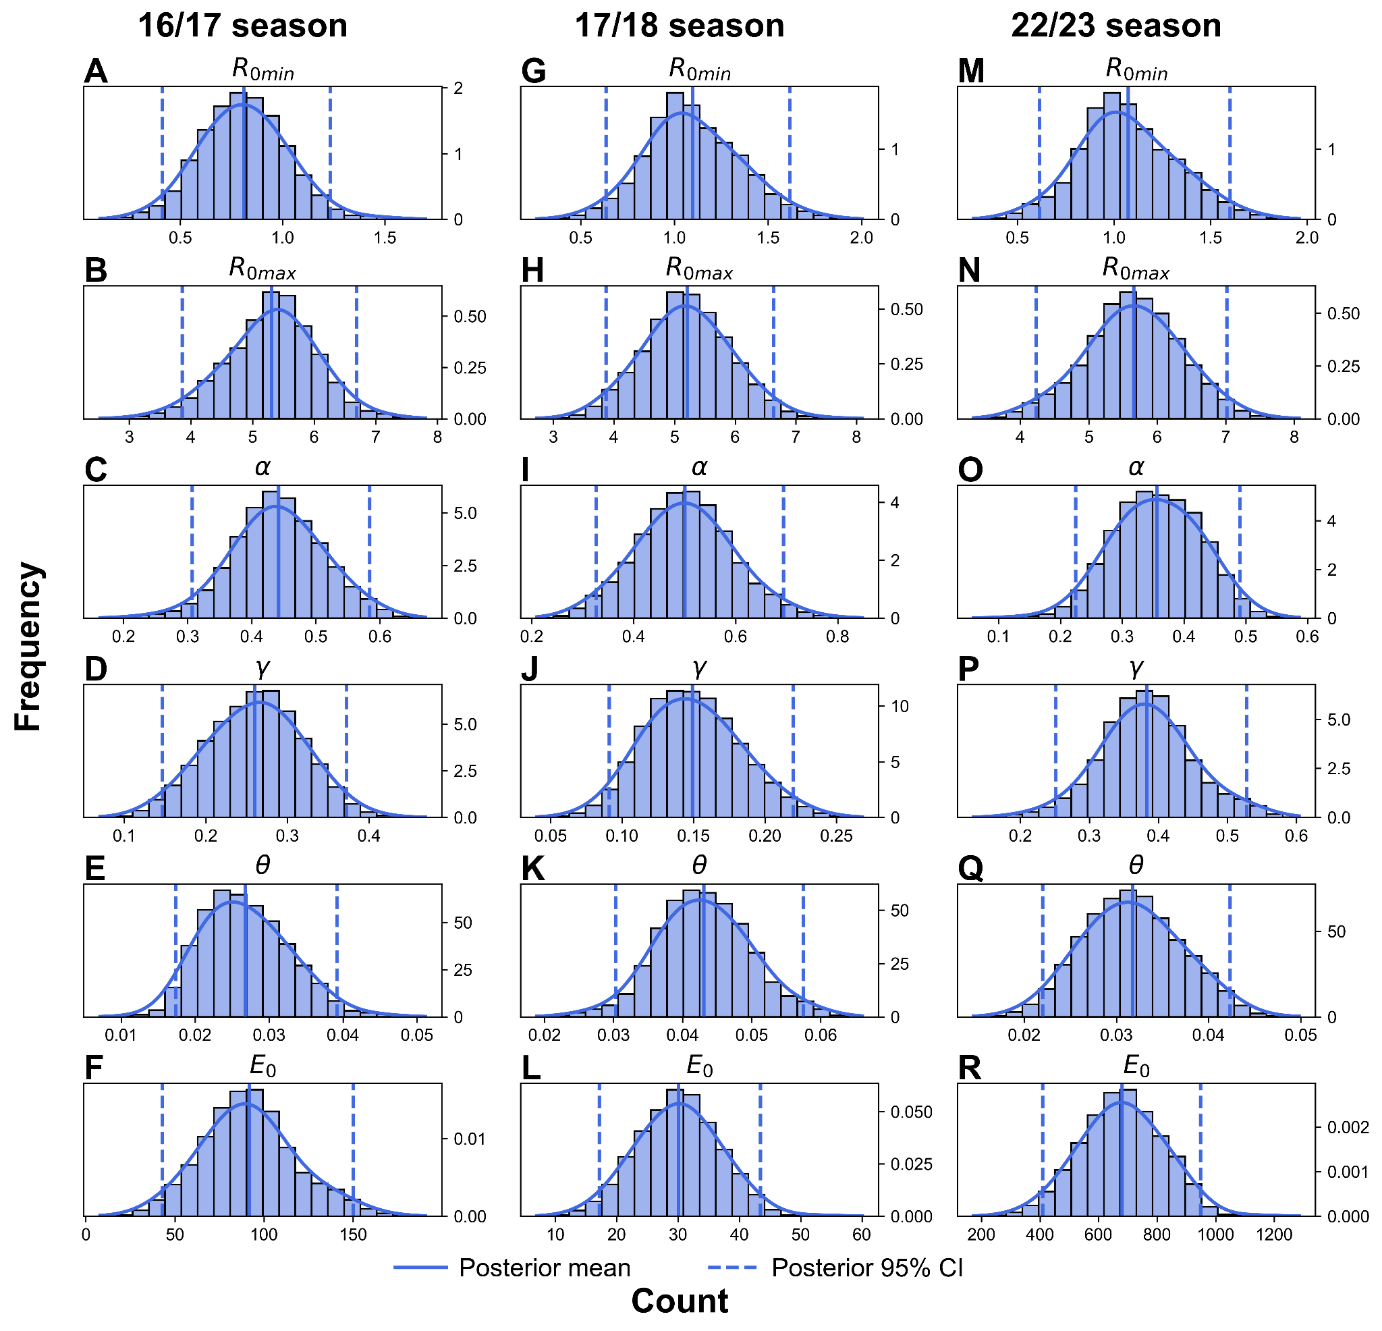 16/17 season 17/18 season 22/23 season
A R0min G R0min M R0min
2
1 1 1
0 0 0
0.5 1.0 1.5 0.5 1.0 1.5 2.0 0.5 1.0 1.5 2.0
B R0max H R0max N R0max
0.50 0.50 0.50
0.25 0.25 0.25
0.00 0.00 0.00
3 4 5 6 7 8 3 4 5 6 7 8 4 5 6 7 8
C α I α O α
5.0 4 4
2.5 2 2
0.0 0 0
0.2 0.3 0.4 0.5 0.6 0.2 0.4 0.6 0.8 0.1 0.2 0.3 0.4 0.5 0.6
Frequency
D γ J γ P γ
5.0 10 5.0
2.5 5 2.5
0.0 0 0.0
0.1 0.2 0.3 0.4 0.05 0.10 0.15 0.20 0.25 0.2 0.3 0.4 0.5 0.6
E θ K θ Q θ
50 50 50
25 25
0 0 0
0.01 0.02 0.03 0.04 0.05 0.02 0.03 0.04 0.05 0.06 0.02 0.03 0.04 0.05
F E0 L E0 R E0
0.01 0.050 0.002
0.025 0.001
0.00 0.000 0.000
0 50 100 150 10 20 30 40 50 60 200 400 600 800 1000 1200
Posterior mean Posterior 95% CI
Count